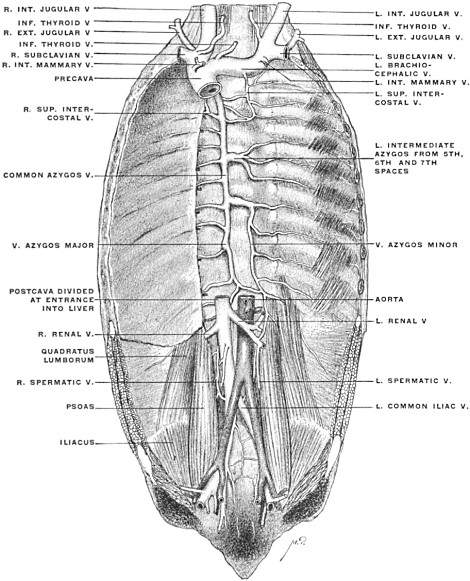 R. INT. JUGULAR V
INF. THYROID V.
R. EXT. JUGULAR V
INF. THYROID V.
R. SUBCLAVIAN V.
R. INT. MAMMARY V.
PRECAVA
R. SUP. INTER-
COSTAL V.
COMMON AZYGOS V.
V. AZYGOS MAJOR
POSTCAVA DIVIDED
AT ENTRANCE
INTO LIVER
R. RENAL V.
QUADRATUS
LUMBORUM
R. SPERMATIC V.
PSOAS
ILIACUS
L. INT. JUGULAR V.
INF. THYROID V.
L. EXT. JUGULAR V.
L. SUBCLAVIAN V.
L. BRACHIO-
CEPHALIC V.
L. INT. MAMMARY V.
L. SUP. INTER-
COSTAL V.
L. INTERMEDIATE
AZYGOS FROM 5TH,
6TH AND 7TH
SPACES
V. AZYGOS MINOR
AORTA
L. RENAL V
L. SPERMATIC V.
L. COMMON ILIAC V.